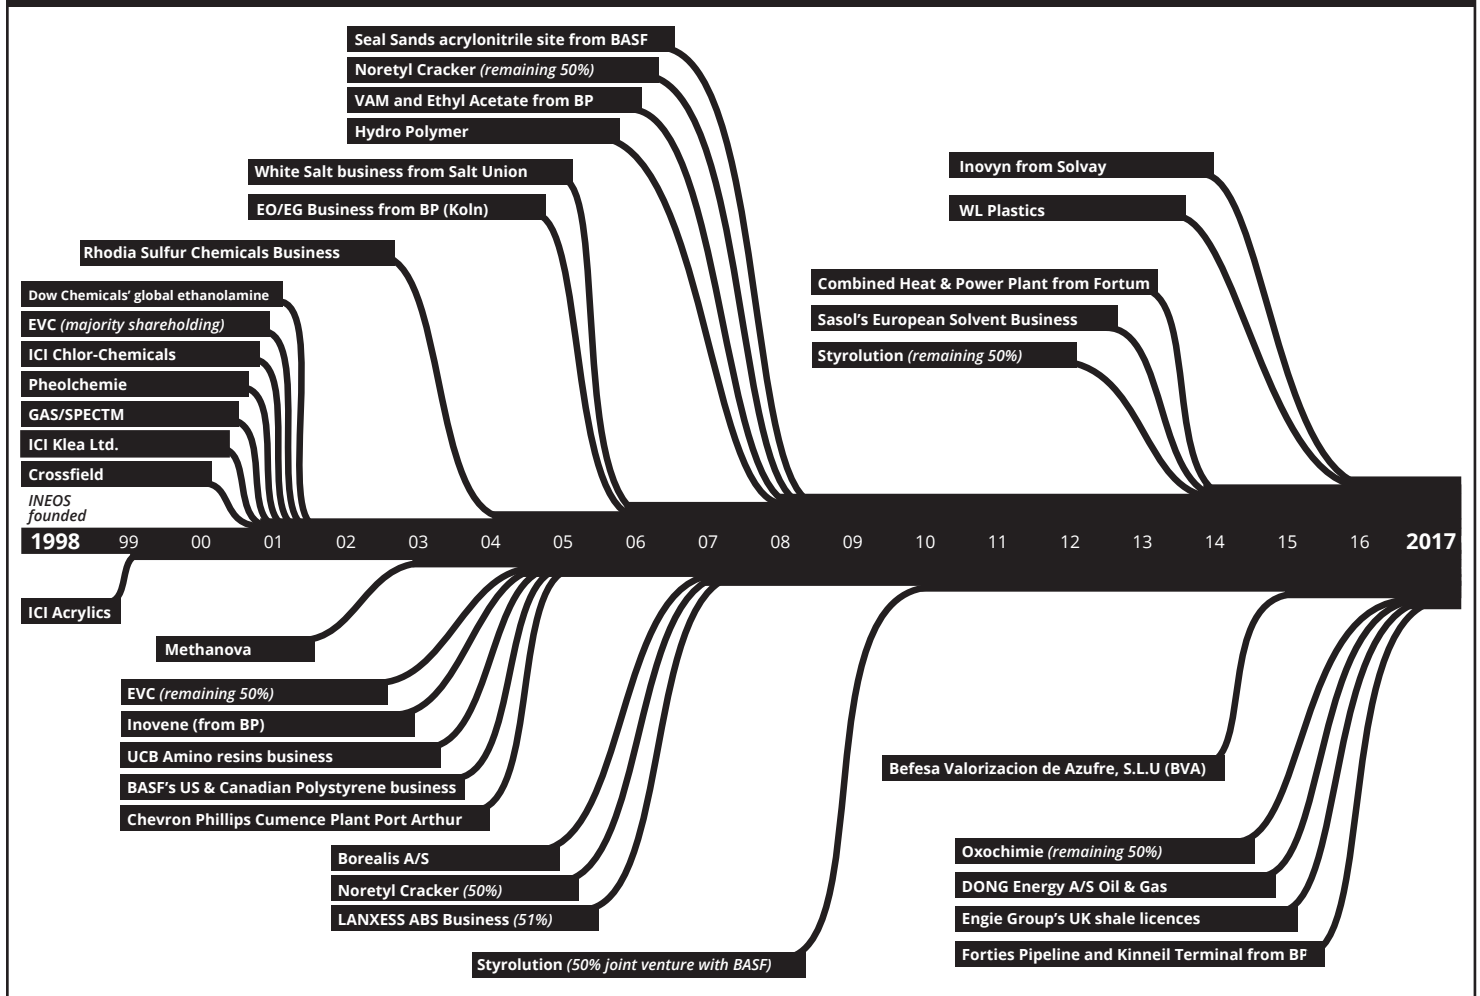 Seal Sands acrylonitrile site from BASF
Noretyl Cracker (remaining 50%)
VAM and Ethyl Acetate from BP
Hydro Polymer
White Salt business from Salt Union
EO/EG Business from BP (Koln)
Rhodia Sulfur Chemicals Business
Dow Chemicals’ global ethanolamine
EVC (majority shareholding)
ICI Chlor-Chemicals
Pheolchemie
GAS/SPECTM
ICI Klea Ltd.
Crossfield
Inovyn from Solvay
WL Plastics
Combined Heat & Power Plant from Fortum
Sasol’s European Solvent Business
Styrolution (remaining 50%)
INEOS
founded
1998 99 00 01 02 03 04 05 06 07 08 09 10 11 12 13 14 15 16 2017
ICI Acrylics
Methanova
EVC (remaining 50%)
Inovene (from BP)
UCB Amino resins business
BASF’s US & Canadian Polystyrene business
Chevron Phillips Cumence Plant Port Arthur
Borealis A/S
Noretyl Cracker (50%)
LANXESS ABS Business (51%)
Styrolution (50% joint venture with BASF)
Befesa Valorizacion de Azufre, S.L.U (BVA)
Oxochimie (remaining 50%)
DONG Energy A/S Oil & Gas
Engie Group’s UK shale licences
Forties Pipeline and Kinneil Terminal from BP